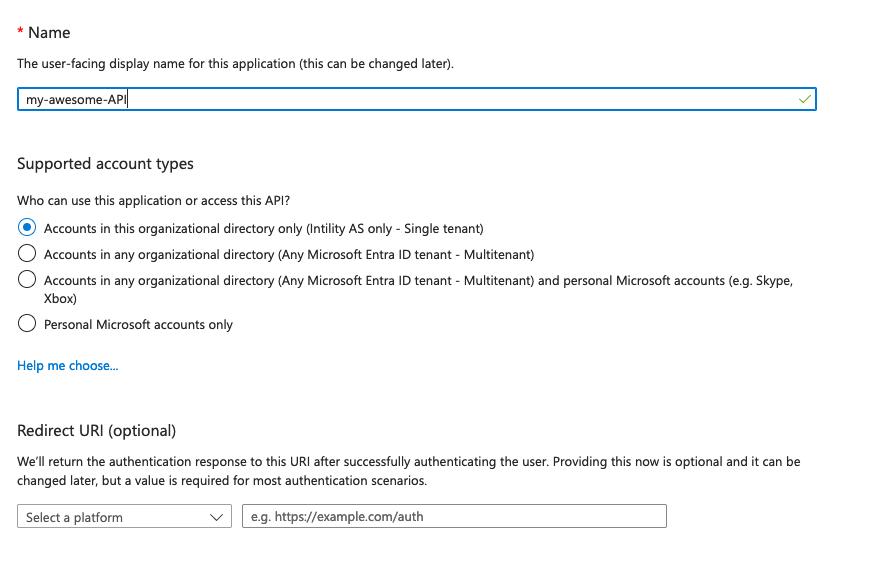 * Name
The user-facing display name for this application (this can be changed later).
my-awesome-API
Supported account types
Who can use this application or access this API?
Accounts in this organizational directory only (Intility AS only - Single tenant)
Accounts in any organizational directory (Any Microsoft Entra ID tenant - Multitenant)
Accounts in any organizational directory (Any Microsoft Entra ID tenant - Multitenant) and personal Microsoft accounts (e.g. Skype,
Xbox)
Personal Microsoft accounts only
Help me choose...
Redirect URI (optional)
We'll return the authentication response to this URI after successfully authenticating the user. Providing this now is optional and it can be
changed later, but a value is required for most authentication scenarios.
Select a platform e.g. https://example.com/auth